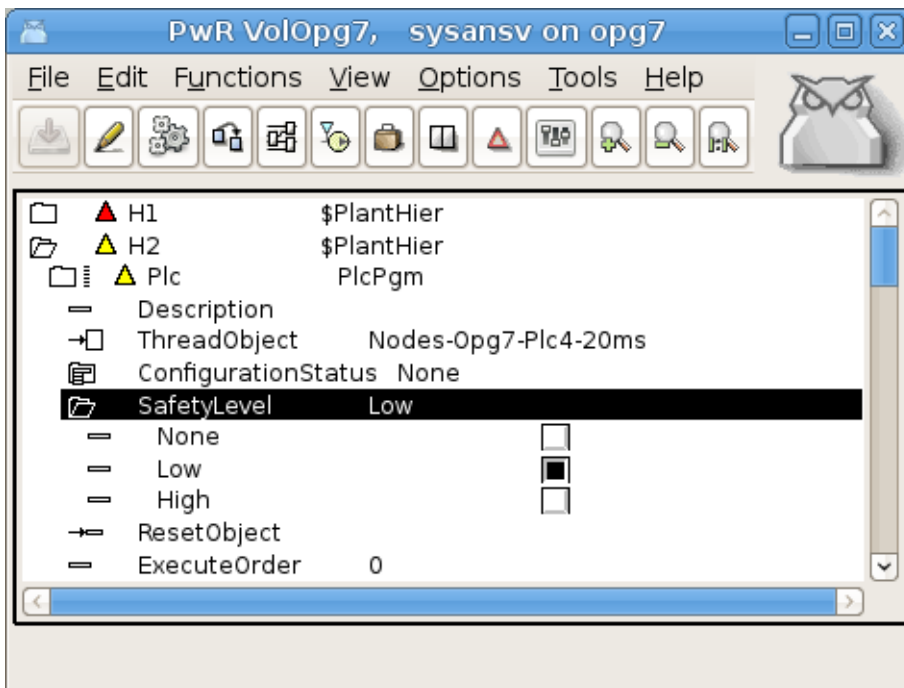 PwR VolOpg7, sysansv on opg7
File Edit Functions View Options Tools Help
H1 $PlantHier
H2 $PlantHier
Plc PlcPgm
Description
ThreadObject Nodes-Opg7-Plc4-20ms
ConfigurationStatus None
SafetyLevel Low
None
Low
High
ResetObject
ExecuteOrder 0